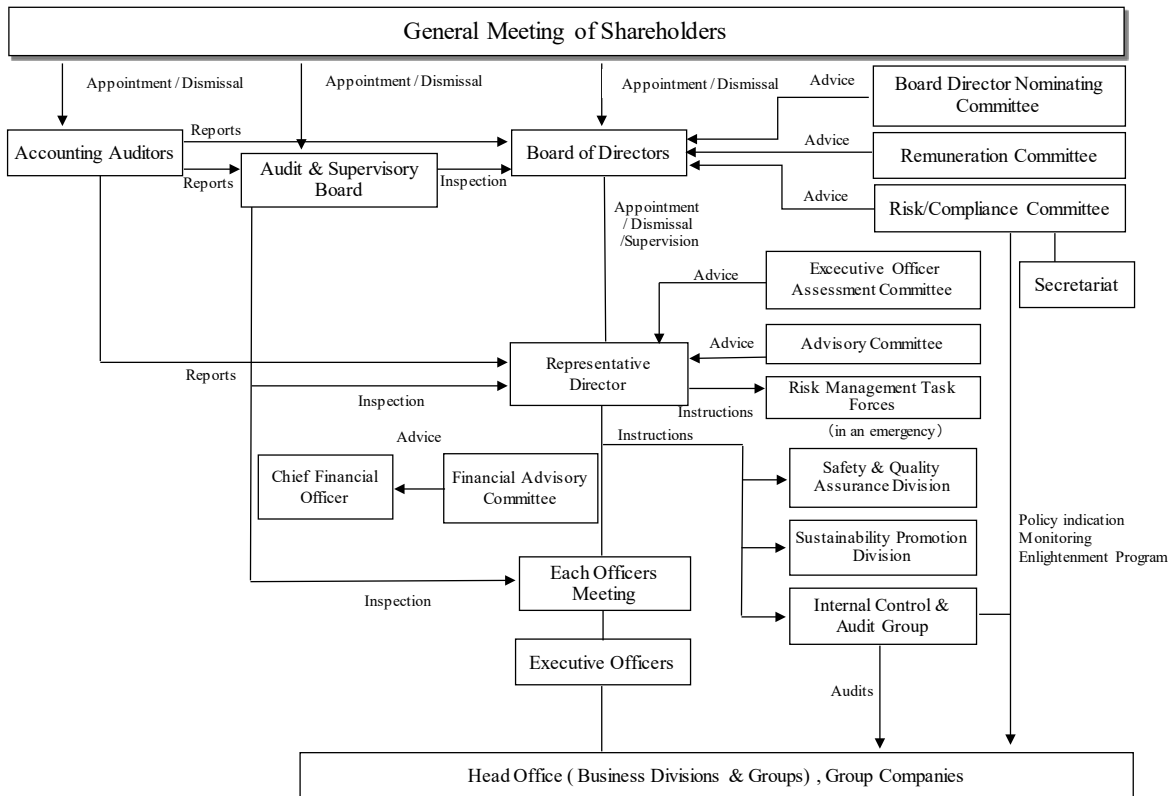 General Meeting of Shareholders
Appointment / Dismissal
Appointment / Dismissal
Appointment / Dismissal
Advice
Board Director Nominating
Committee
Accounting Auditors
Reports
Reports
Audit & Supervisory
Board
Inspection
Board of Directors
Advice
Remuneration Committee
Advice
Risk/Compliance Committee
Appointment
/ Dismissal
/Supervision
Secretariat
Advice
Excecutive Officer
Assessment Committee
Advice
Advisory Committee
Reports
Representative
Director
Inspection
Instructions
Risk Management Task
Forces
(in an emergency)
Advice
Instructions
Chief Financial
Officer
Financial Advisory
Committee
Safety & Quality
Assurance Division
Sustainability Promotion
Division
Policy indication
Monitoring
Enlightenment Program
Each Officers
Meeting
Inspection
Internal Control &
Audit Group
Executive Officers
Audits
Head Office ( Business Divisions & Groups) , Group Companies